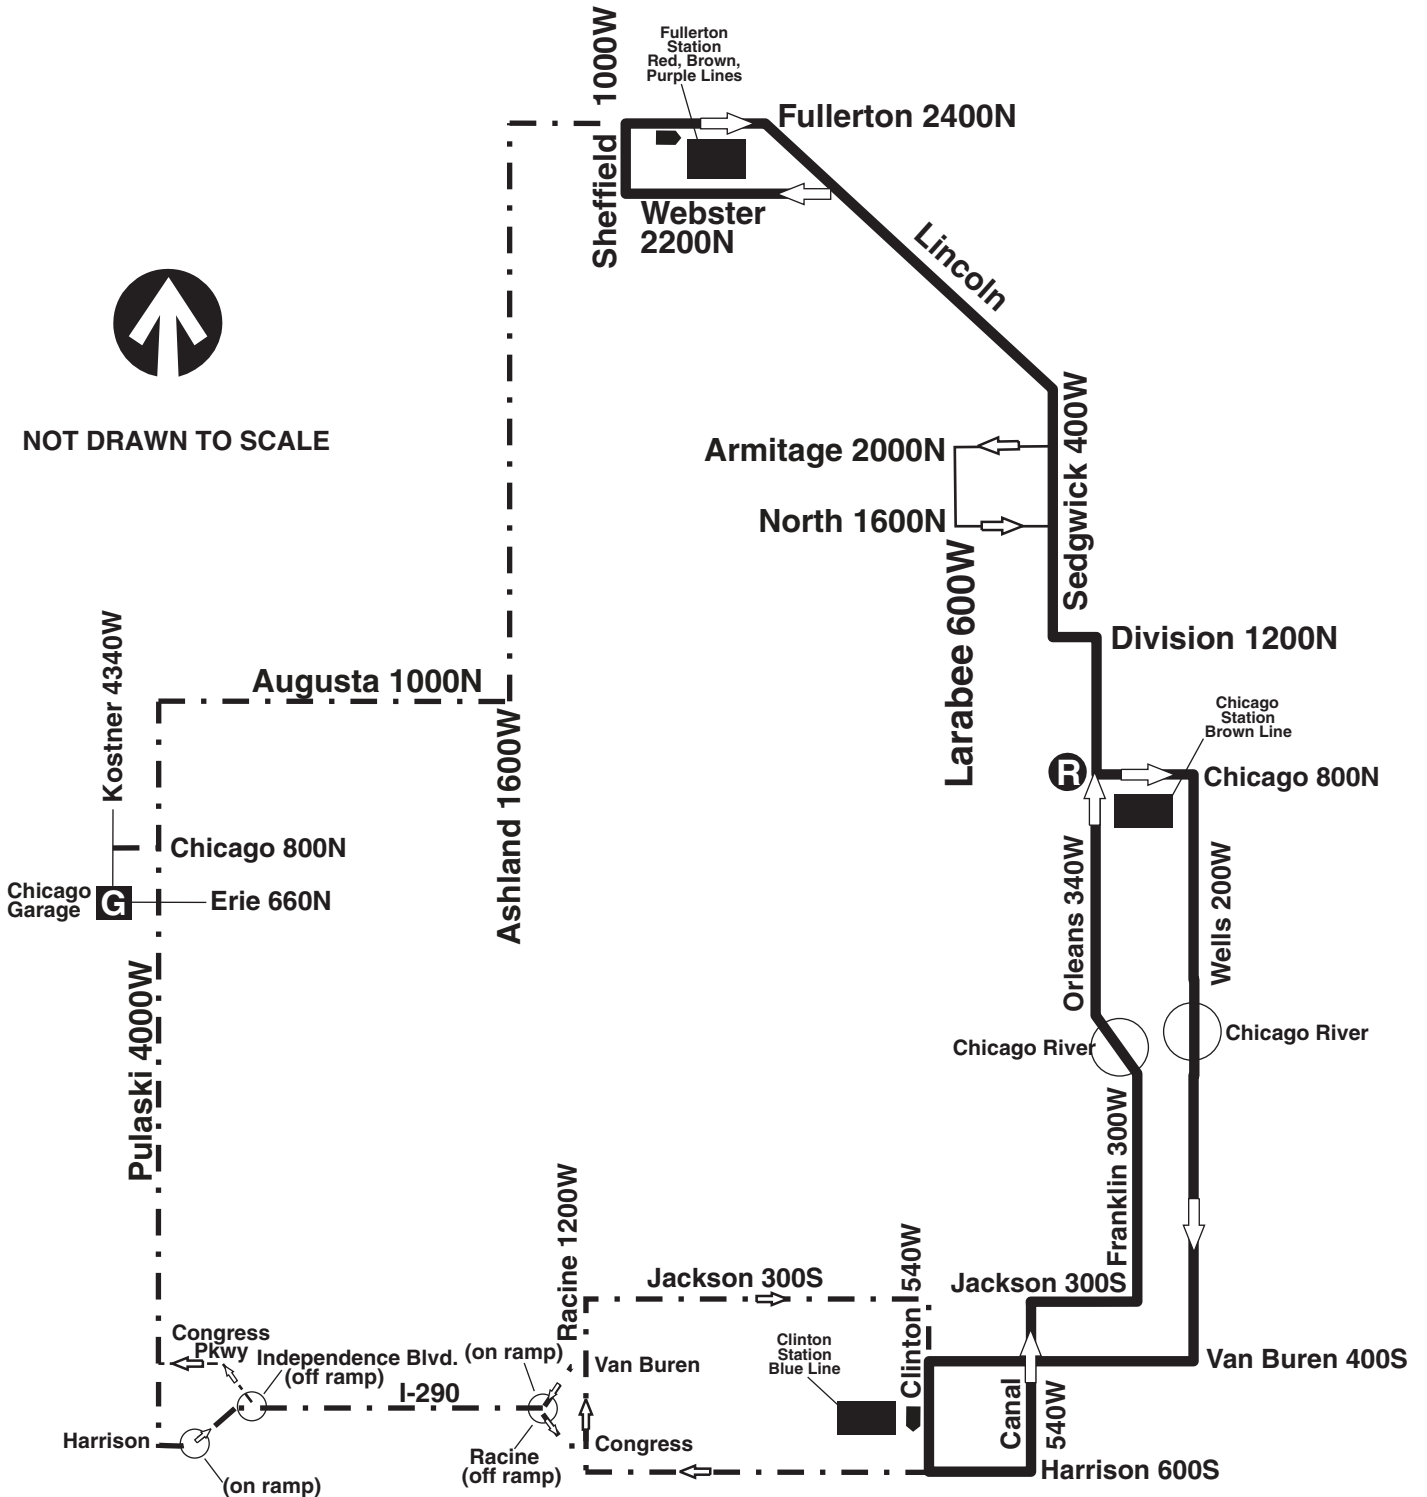 Fullerton
Station
Red, Brown,
Purple Lines
1000W
Sheffield
Fullerton 2400N
Webster
2200N
Lincoln
NOT DRAWN TO SCALE
Armitage 2000N
Sedgwick 400W
North 1600N
Larabee 600W
Division 1200N
Kostner 4340W
Augusta 1000N
Ashland 1600W
Chicago
Station
Brown Line
R
Chicago 800N
Chicago 800N
Chicago
Garage
G
Erie 660N
Orleans 340W
Wells 200W
Pulaski 4000W
Chicago River
Chicago River
Franklin 300W
Racine 1200W
Jackson 300S
Clinton 540W
Jackson 300S
Congress
Pkwy
Independence Blvd.
(off ramp)
(on ramp)
Van Buren
Clinton
Station
Blue Line
Van Buren 400S
I-290
Canal
540W
Harrison
(on ramp)
Racine
(off ramp)
Congress
Harrison 600S